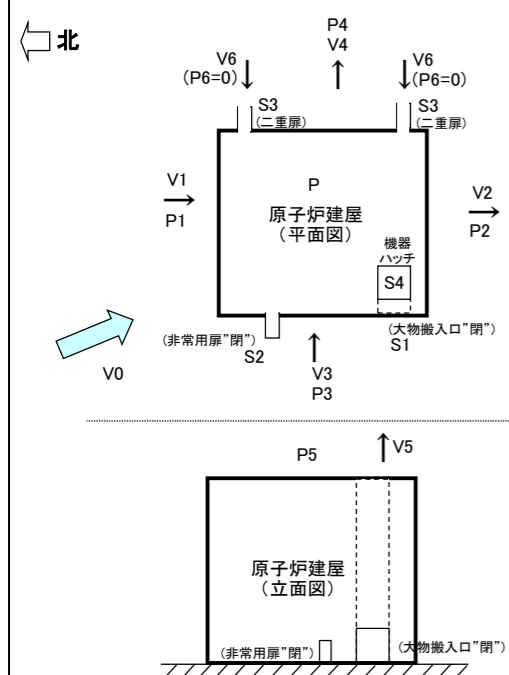 北
P4
V4
V6
(P6=0)
V6
(P6=0)
S3
(二重扉)
S3
(二重扉)
V1
P1
P
原子炉建屋
(平面図)
V2
P2
機器
ハッチ
S4
(非常用扉"閉")
S2
(大物搬入口"閉")
S1
V0
V3
P3
P5
V5
原子炉建屋
(立面図)
(非常用扉"閉")
(大物搬入口"閉")